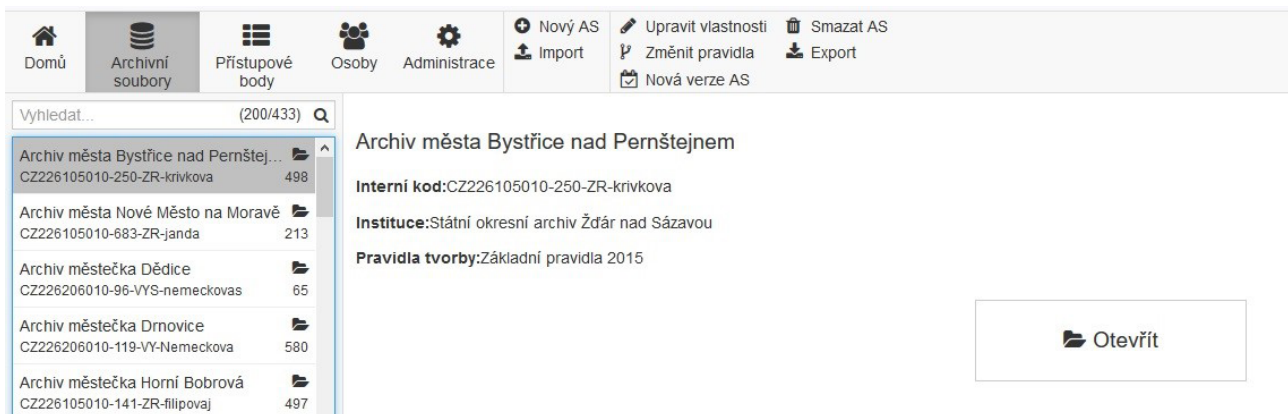 Domů
Archivní
soubory
Přístupové
body
Osoby
Administrace
Nový AS
Import
Upravit vlastnosti
Změnit pravidla
Nová verze AS
Smazat AS
Export
Vyhledat... (200/433)
Archiv města Bystřice nad Pernštej...
CZ226105010-250-ZR-krivkova 498
Archiv města Nové Město na Moravě
CZ226105010-683-ZR-janda 213
Archiv městečka Dědice
CZ226206010-96-VYS-nemeckovas 65
Archiv městečka Drnovice
CZ226206010-119-VY-Nemeckova 580
Archiv městečka Horní Bobrová
CZ226105010-141-ZR-filipovaj 497
Archiv města Bystřice nad Pernštejnem
Interní kod:CZ226105010-250-ZR-krivkova
Instituce:Státní okresní archiv Žďár nad Sázavou
Pravidla tvorby:Základní pravidla 2015
Otevřít